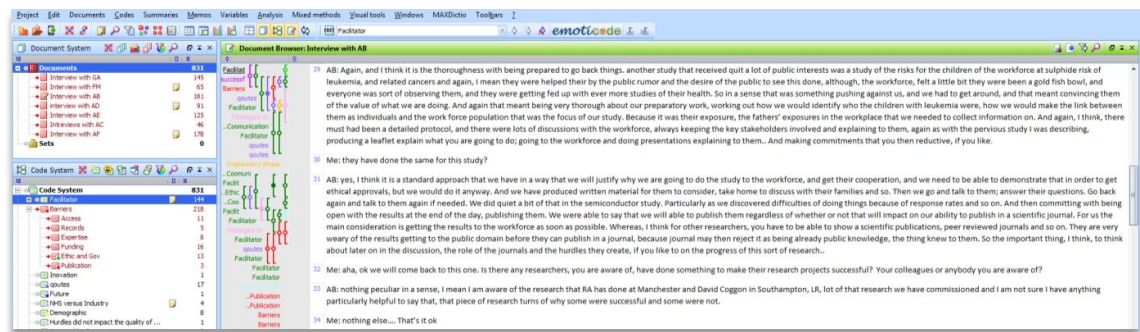 Project Edit Documents Codes Summaries Memos Variables Analysis Mixed methods Visual tools Windows MAXDictio Toolbars ?
Facilitator emoticode
Document System
Documents 831
Interview with GA 145
Interview with FM 65
Interview with AB 181
Interview with AD 91
Interview with AE 125
Intreviews with AC 46
Interview with AF 178
Sets 0
Code System
Code System 831
Facilitator 144
Barriers 218
Access 11
Records 5
Expertise 8
Funding 16
Ethic and Gov 13
Publication 3
Inovation 1
qoutes 17
Future 1
NHS versus Industry 4
Demographic 8
Hurdles did not impact the quality of ... 1
Document Browser: Interview with AB
Facilitat
successf
Barriers
qoutes
Facilitator
Strategies to
..Coomunication
Facilitator
qoutes
qoutes
Preparatory phase
..Coomuni
Facilit
..Ethic
..Coo
Facilit
Facilitator
Strategies to
Facilitator
qoutes
Facilitator
Facilitator
Facilitator
Facilitator
..Publication
..Publication
Barriers
Barriers
29 AB: Again, and I think it is the thoroughness with being prepared to go back things. another study that received quit a lot of public interests was a study of the risks for the children of the workforce at sulphide risk of
leukemia, and related cancers and again, I mean they were helped their by the public rumor and the desire of the public to see this done, although, the workforce, felt a little bit they were been a gold fish bowl, and
everyone was sort of observing them, and they were getting fed up with ever more studies of their health. So in a sense that was something pushing against us, and we had to get around, and that meant convincing them
of the value of what we are doing. And again that meant being very thorough about our preparatory work, working out how we would identify who the children with leukemia were, how we would make the link between
them as individuals and the work force population that was the focus of our study. Because it was their exposure, the fathers' exposures in the workplace that we needed to collect information on. And again, I think, there
must had been a detailed protocol, and there were lots of discussions with the workforce, always keeping the key stakeholders involved and explaining to them, again as with the pervious study I was describing,
producing a leaflet explain what you are going to do; going to the workforce and doing presentations explaining to them.. And making commitments that you then reductive, if you like.
30 Me: they have done the same for this study?
31 AB: yes, I think it is a standard approach that we have in a way that we will justify why we are going to do the study to the workforce, and get their cooperation, and we need to be able to demonstrate that in order to get
ethical approvals, but we would do it anyway. And we have produced written material for them to consider, take home to discuss with their families and so. Then we go and talk to them; answer their questions. Go back
again and talk to them again if needed. We did quiet a bit of that in the semiconductor study. Particularly as we discovered difficulties of doing things because of response rates and so on. And then committing with being
open with the results at the end of the day, publishing them. We were able to say that we will able to publish them regardless of whether or not that will impact on our ability to publish in a scientific journal. For us the
main consideration is getting the results to the workforce as soon as possible. Whereas, I think for other researchers, you have to be able to show a scientific publications, peer reviewed journals and so on. They are very
weary of the results getting to the public domain before they can publish in a journal, because journal may then reject it as being already public knowledge, the thing knew to them. So the important thing, I think, to think
about later on in the discussion, the role of the journals and the hurdles they create, if you like to on the progress of this sort of research..
32 Me: aha, ok we will come back to this one. Is there any researchers, you are aware of, have done something to make their research projects successful? Your colleagues or anybody you are aware of?
33 AB: nothing peculiar in a sense, I mean I am aware of the research that RA has done at Manchester and David Coggon in Southampton, LR, lot of that research we have commissioned and I am not sure I have anything
particularly helpful to say that, that piece of research turns of why some were successful and some were not.
34 Me: nothing else.... That's it ok